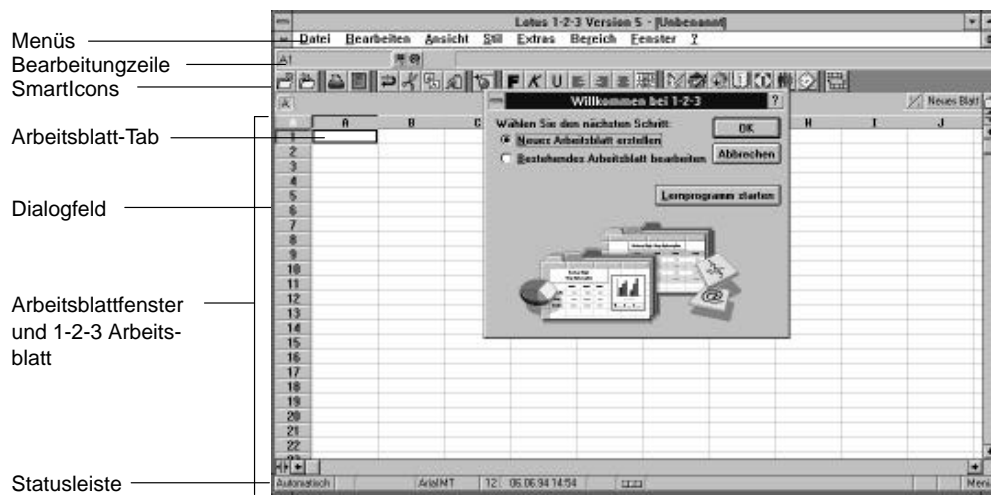 Menüs
Bearbeitungzeile
SmartIcons
Arbeitsblatt-Tab
Dialogfeld
Arbeitsblattfenster
und 1-2-3 Arbeits-
blatt
Statusleiste
Lotus 1-2-3 Version 5 - [Unbenannt]
Datei Bearbeiten Ansicht Stil Extras Bereich Fenster ?
A1
F K U
A
Neues Blatt
A B C H I J
1
2
3
4
5
6
7
8
9
10
11
12
13
14
15
16
17
18
19
20
21
22
23
Willkommen bei 1-2-3 ?
Wählen Sie den nächsten Schritt:
Neues Arbeitsblatt erstellen
Bestehendes Arbeitsblatt bearbeiten
OK
Abbrechen
Lernprogramm starten
Automatisch ArialMT 12 06.06.94 14:54 Menü